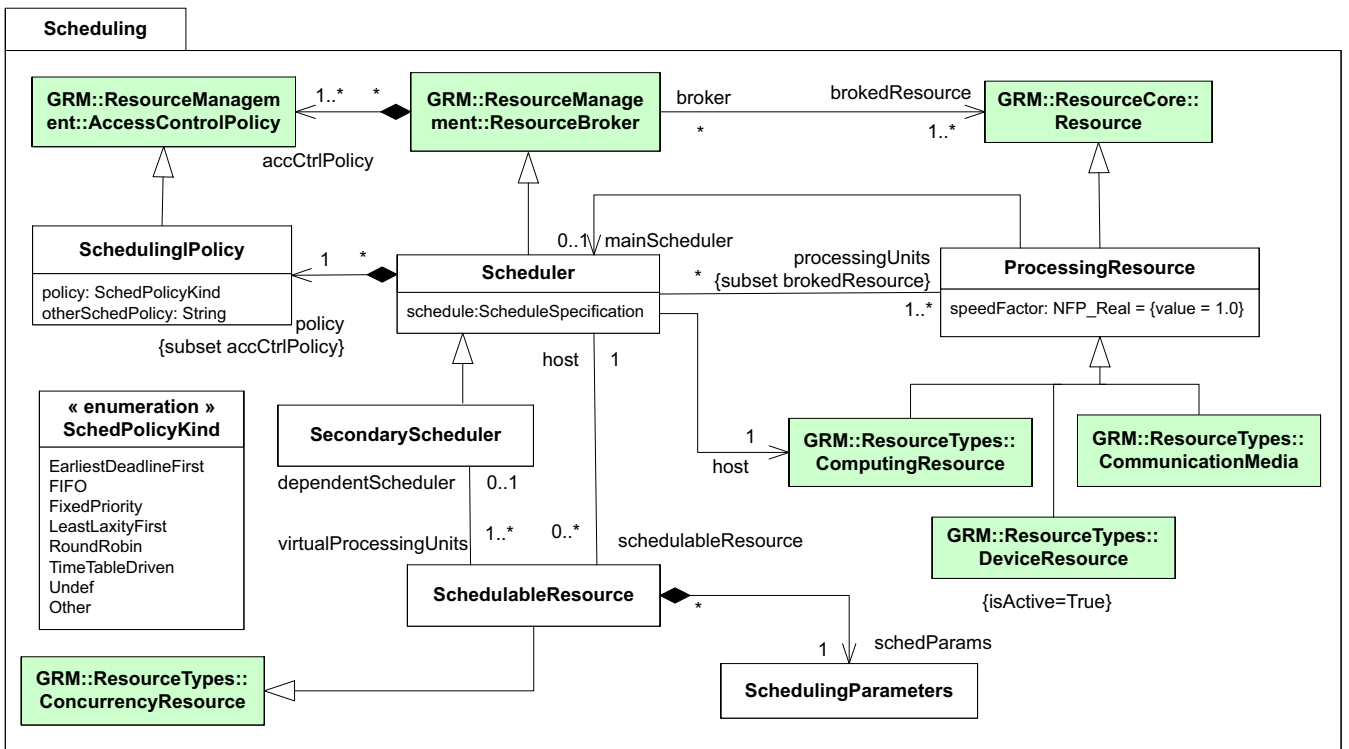 Scheduling
GRM::ResourceManagem
ent::AccessControlPolicy
1..*
*
accCtrlPolicy
GRM::ResourceManage
ment::ResourceBroker
broker
*
brokedResource
1..*
GRM::ResourceCore::
Resource
SchedulinglPolicy
policy: SchedPolicyKind
otherSchedPolicy: String
1
*
policy
{subset accCtrlPolicy}
Scheduler
schedule:ScheduleSpecification
0..1
mainScheduler
processingUnits
* {subset brokedResource}
1..*
ProcessingResource
speedFactor: NFP_Real = {value = 1.0}
host
1
« enumeration »
SchedPolicyKind
EarliestDeadlineFirst
FIFO
FixedPriority
LeastLaxityFirst
RoundRobin
TimeTableDriven
Undef
Other
SecondaryScheduler
dependentScheduler
0..1
1
host
GRM::ResourceTypes::
ComputingResource
GRM::ResourceTypes::
CommunicationMedia
virtualProcessingUnits
1..*
0..*
schedulableResource
GRM::ResourceTypes::
DeviceResource
{isActive=True}
SchedulableResource
*
1
schedParams
GRM::ResourceTypes::
ConcurrencyResource
SchedulingParameters